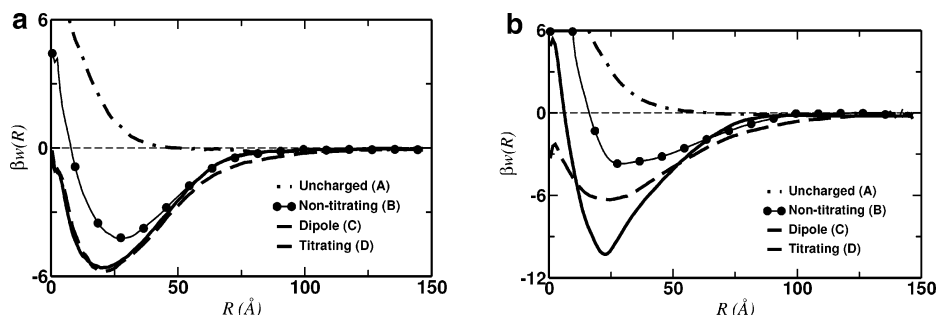 a
6
0
-6
βw(R)
0
50
100
150
R (Å)
Uncharged (A)
Non-titrating (B)
Dipole (C)
Titrating (D)
b
6
0
-6
-12
βw(R)
0
50
100
150
R (Å)
Uncharged (A)
Non-titrating (B)
Dipole (C)
Titrating (D)